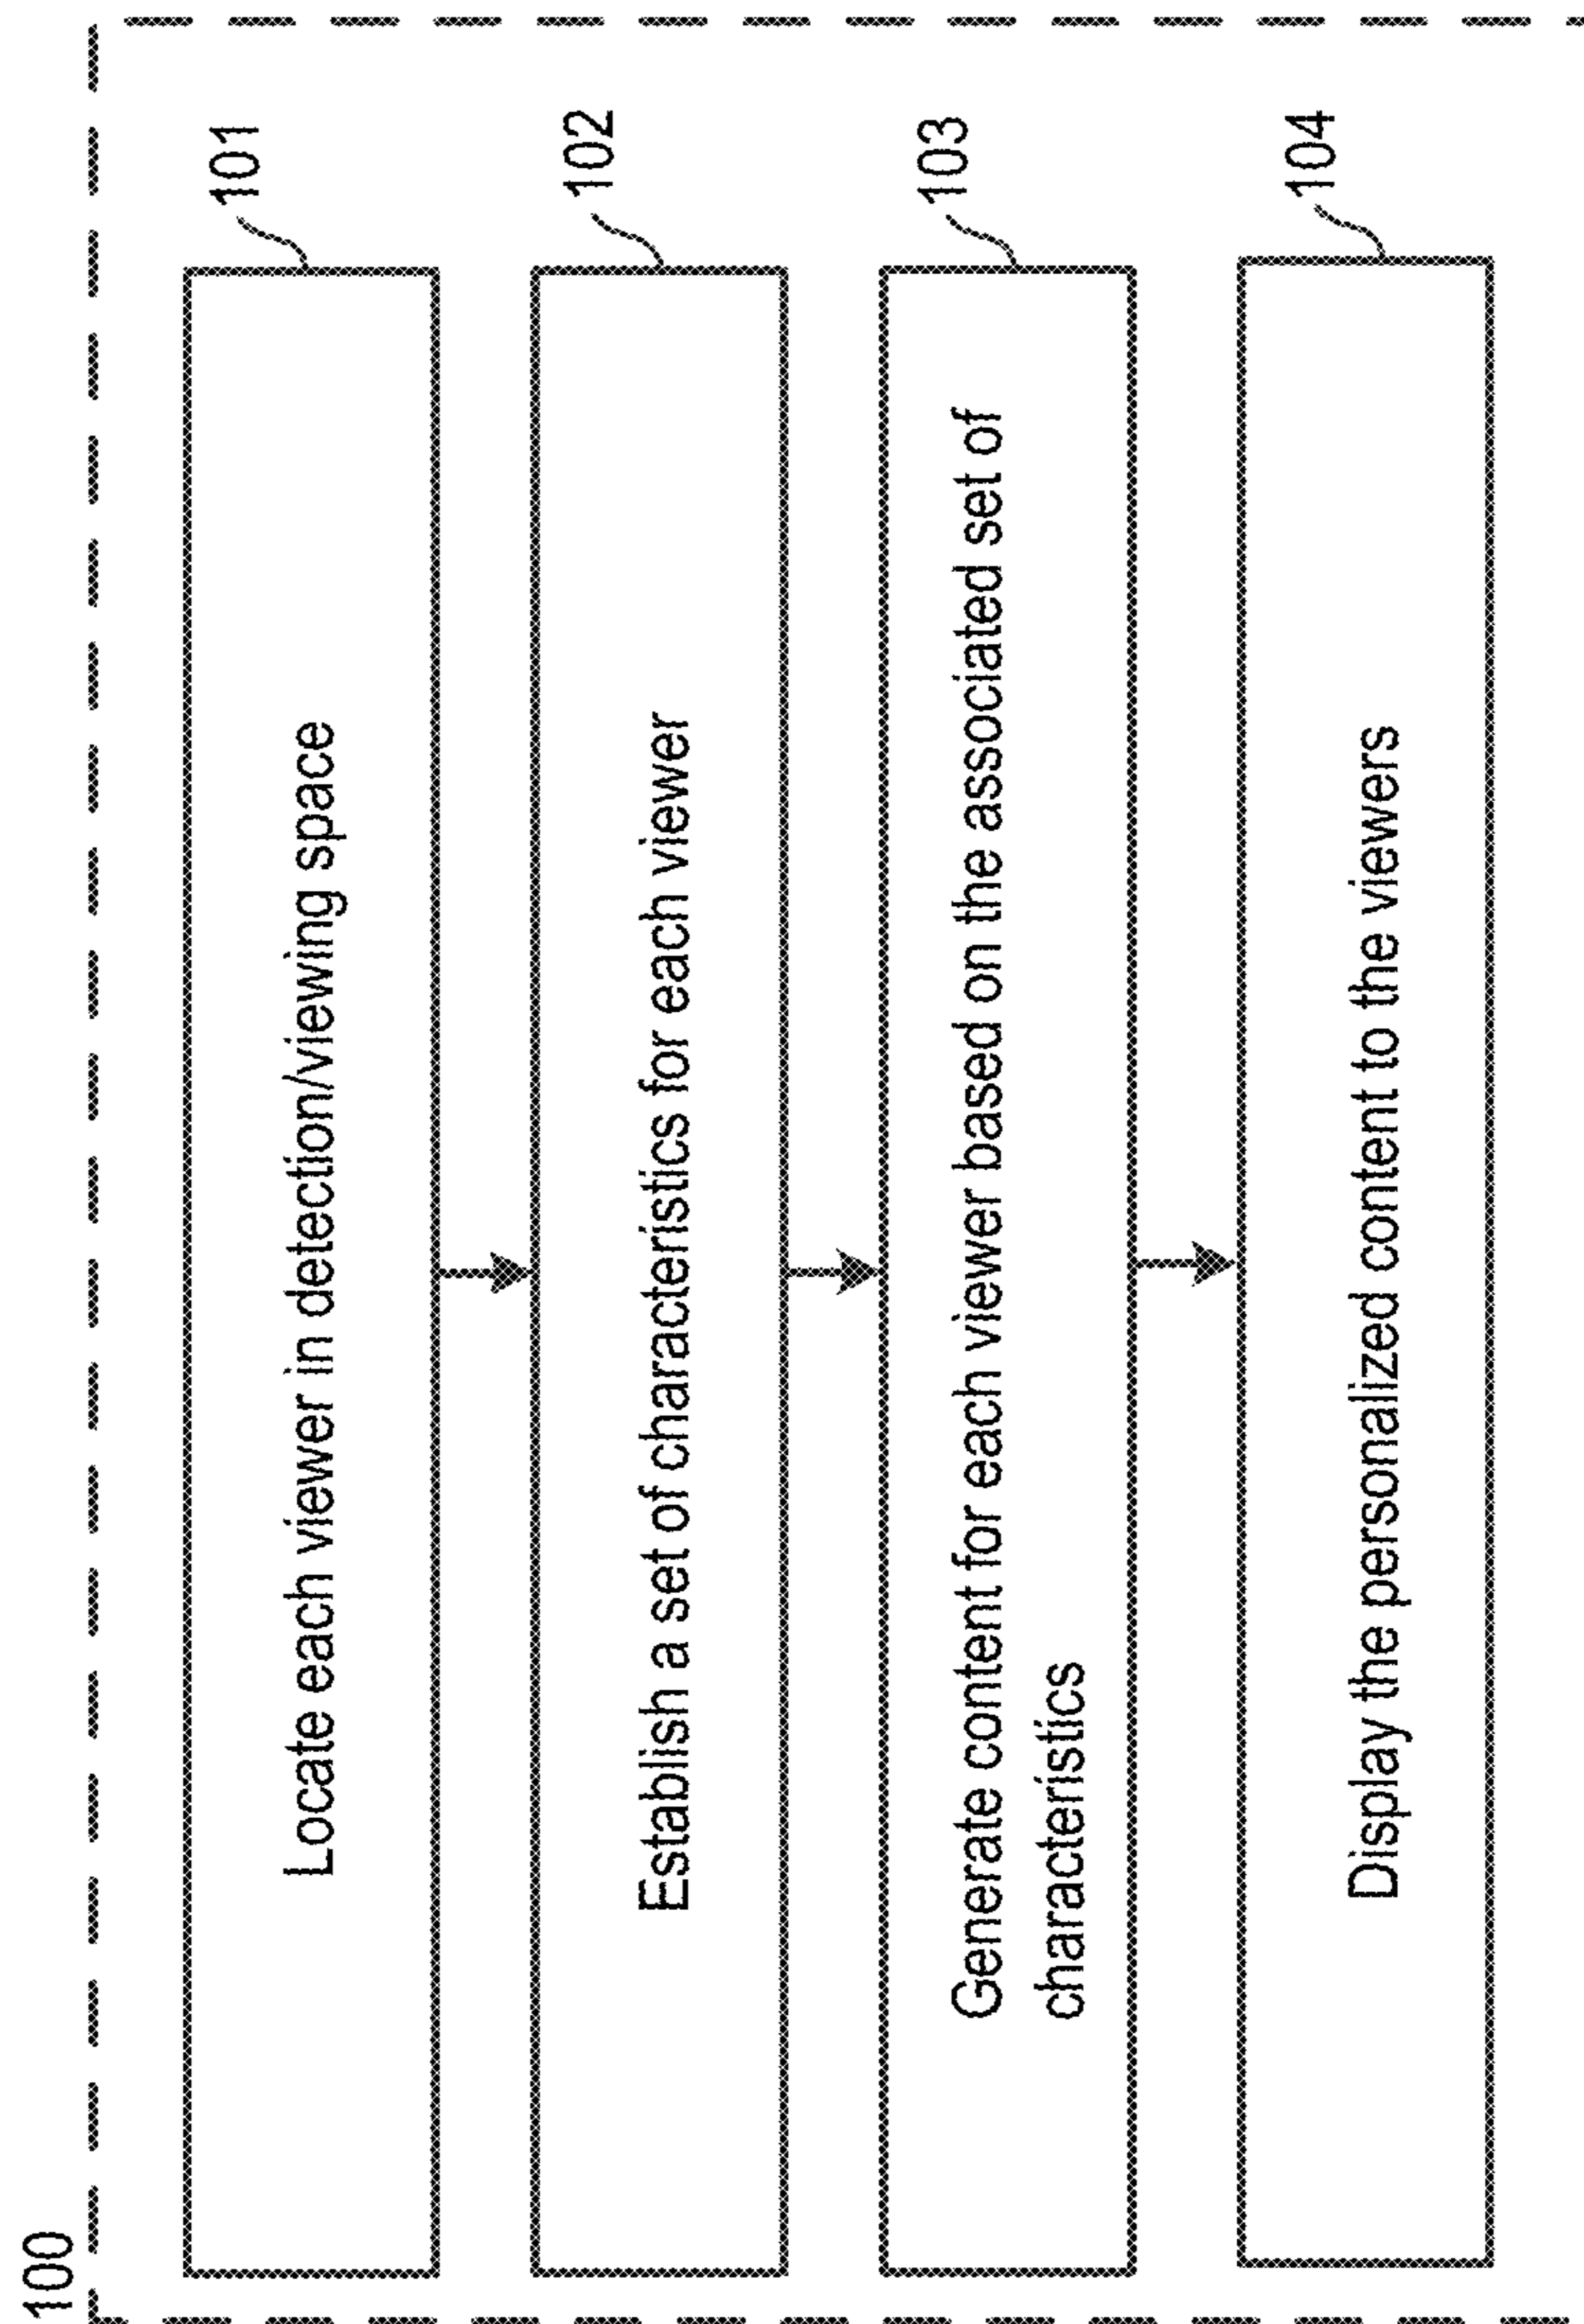 100
101
Locate each viewer in detection/viewing space
102
Establish a set of characteristics for each viewer
103
Generate content for each viewer based on the associated set of
characteristics
104
Display the personalized content to the viewers